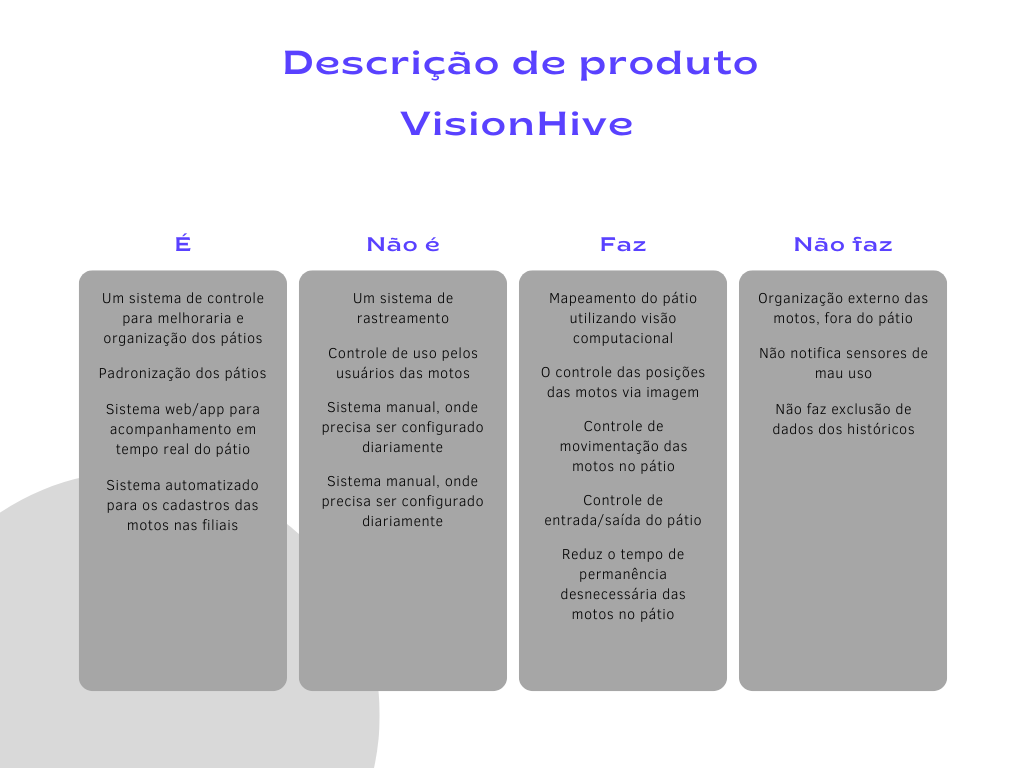 Descrição de produto
VisionHive
É
Um sistema de controle
para melhoraria e
organização dos pátios
Padronização dos pátios
Sistema web/app para
acompanhamento em
tempo real do pátio
Sistema automatizado
para os cadastros das
motos nas filiais
Não é
Um sistema de
rastreamento
Controle de uso pelos
usuários das motos
Sistema manual, onde
precisa ser configurado
diariamente
Sistema manual, onde
precisa ser configurado
diariamente
Faz
Mapeamento do pátio
utilizando visão
computacional
O controle das posições
das motos via imagem
Controle de
movimentação das
motos no pátio
Controle de
entrada/saída do pátio
Reduz o tempo de
permanência
desnecessária das
motos no pátio
Não faz
Organização externo das
motos, fora do pátio
Não notifica sensores de
mau uso
Não faz exclusão de
dados dos históricos